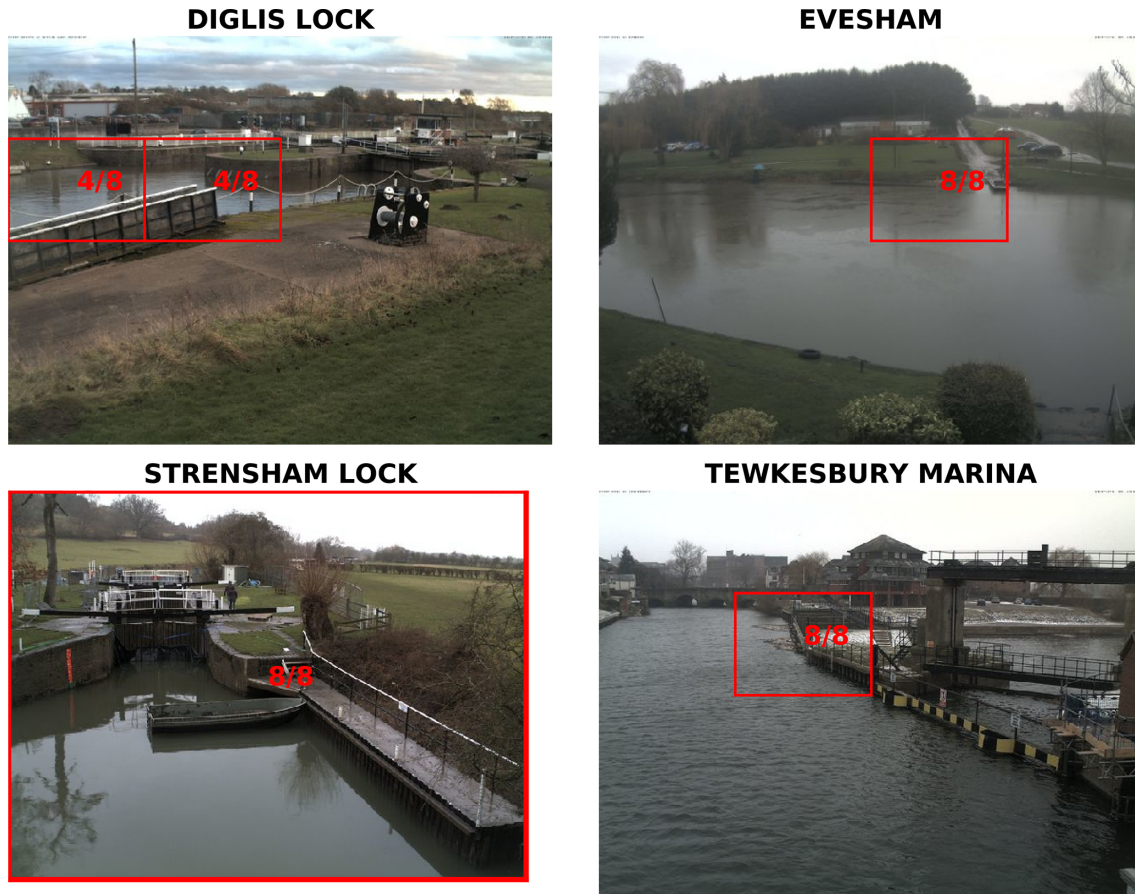 DIGLIS LOCK
EVESHAM
4/8 4/8
8/8
STRENSHAM LOCK
TEWKESBURY MARINA
8/8
8/8